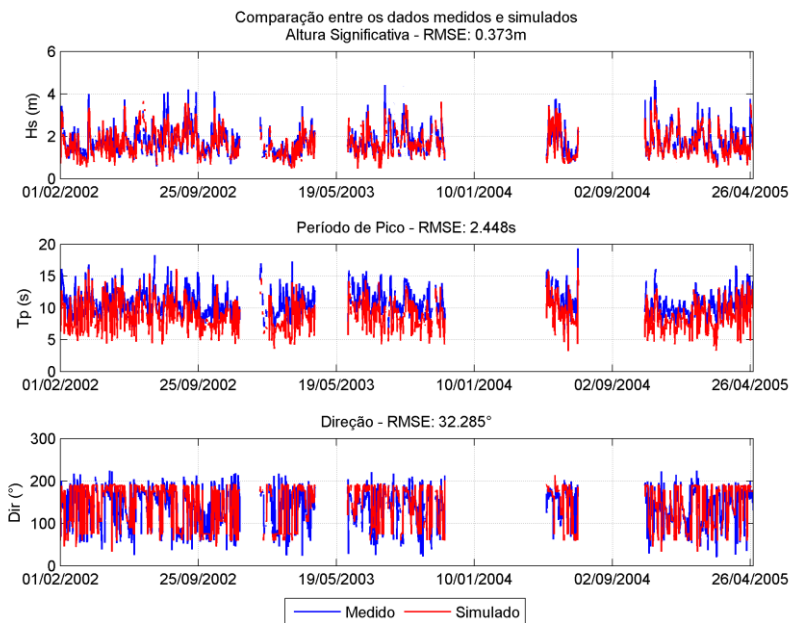 Comparação entre os dados medidos e simulados
Altura Significativa - RMSE: 0.373m
6
4
2
0
Hs (m)
01/02/2002 25/09/2002 19/05/2003 10/01/2004 02/09/2004 26/04/2005
Período de Pico - RMSE: 2.448s
20
15
10
5
0
Tp (s)
01/02/2002 25/09/2002 19/05/2003 10/01/2004 02/09/2004 26/04/2005
Direção - RMSE: 32.285°
300
200
100
0
Dir (°)
01/02/2002 25/09/2002 19/05/2003 10/01/2004 02/09/2004 26/04/2005
Medido Simulado